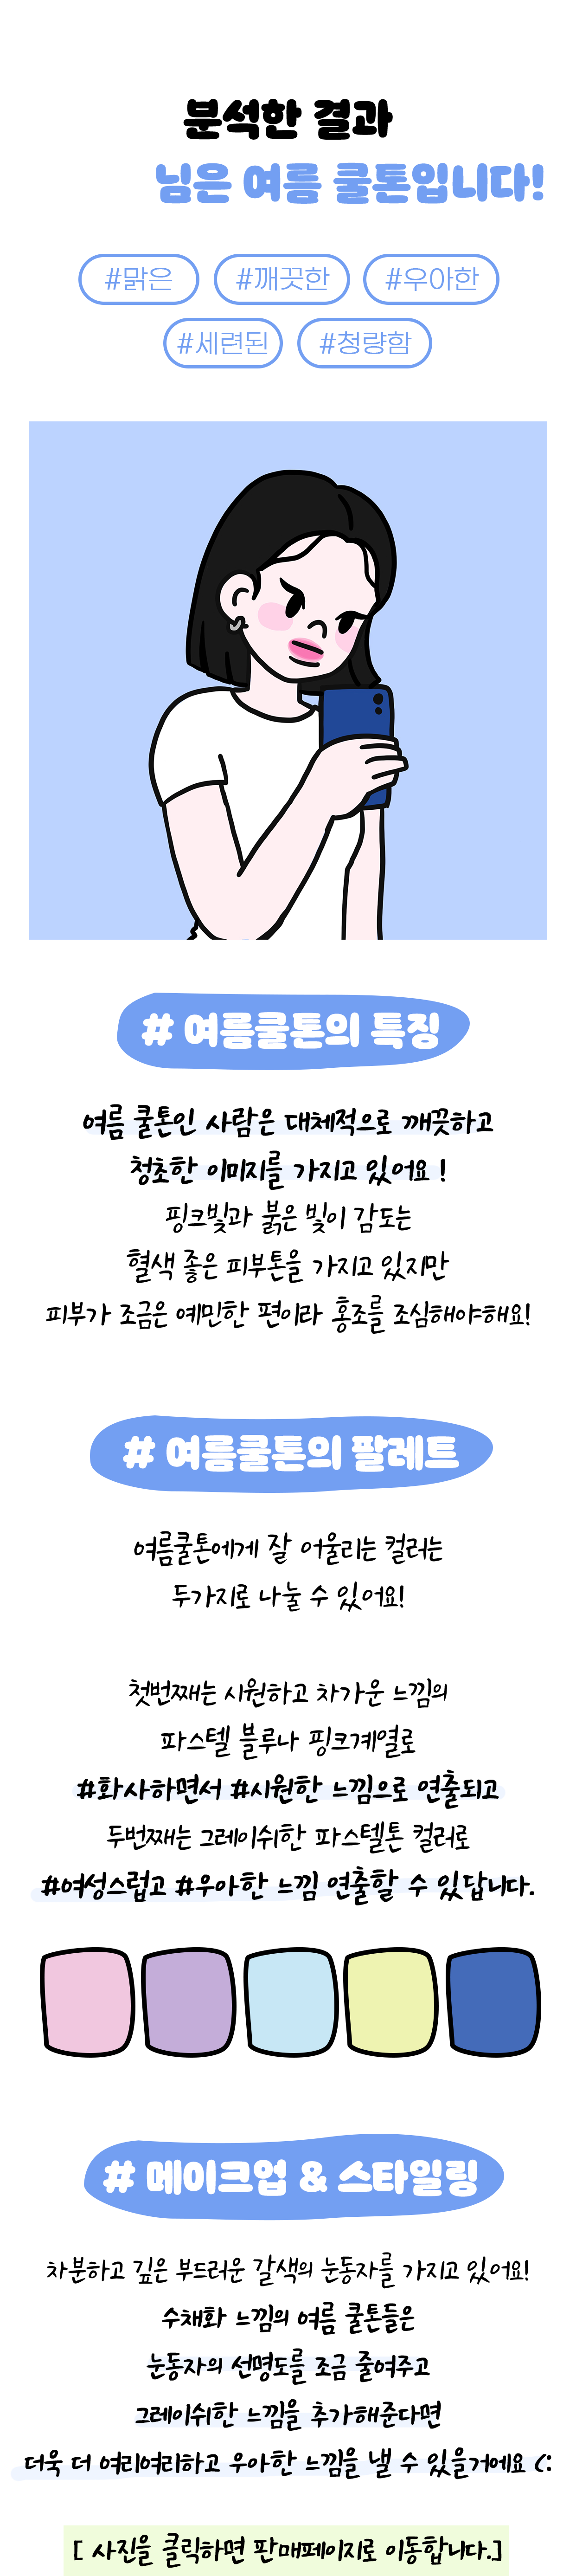 분석한 결과
님은 여름 쿨톤입니다!
#맑은 #깨끗한 #우아한
#세련된 #청량함
# 여름쿨톤의 특징
여름 쿨톤인 사람은 대체적으로 깨끗하고
청초한 이미지를 가지고 있어요 !
핑크빛과 붉은 빛이 감도는
혈색 좋은 피부톤을 가지고 있지만
피부가 조금은 예민한 편이라 홍조를 조심해야해요!
# 여름쿨톤의 팔레트
여름쿨톤에게 잘 어울리는 컬러는
두가지로 나눌 수 있어요!
첫번째는 시원하고 차가운 느낌의
파스텔 블루나 핑크계열로
#화사하면서 #시원한 느낌으로 연출되고
두번째는 그레이쉬한 파스텔톤 컬러로
#여성스럽고 #우아한 느낌 연출할 수 있답니다.
# 메이크업 & 스타일링
차분하고 깊은 부드러운 갈색의 눈동자를 가지고 있어요!
수채화 느낌의 여름 쿨톤들은
눈동자의 선명도를 조금 줄여주고
그레이쉬한 느낌을 추가해준다면
더욱 더 여리여리하고 우아한 느낌을 낼 수 있을거에요 (:
[ 사진을 클릭하면 판매페이지로 이동합니다.]